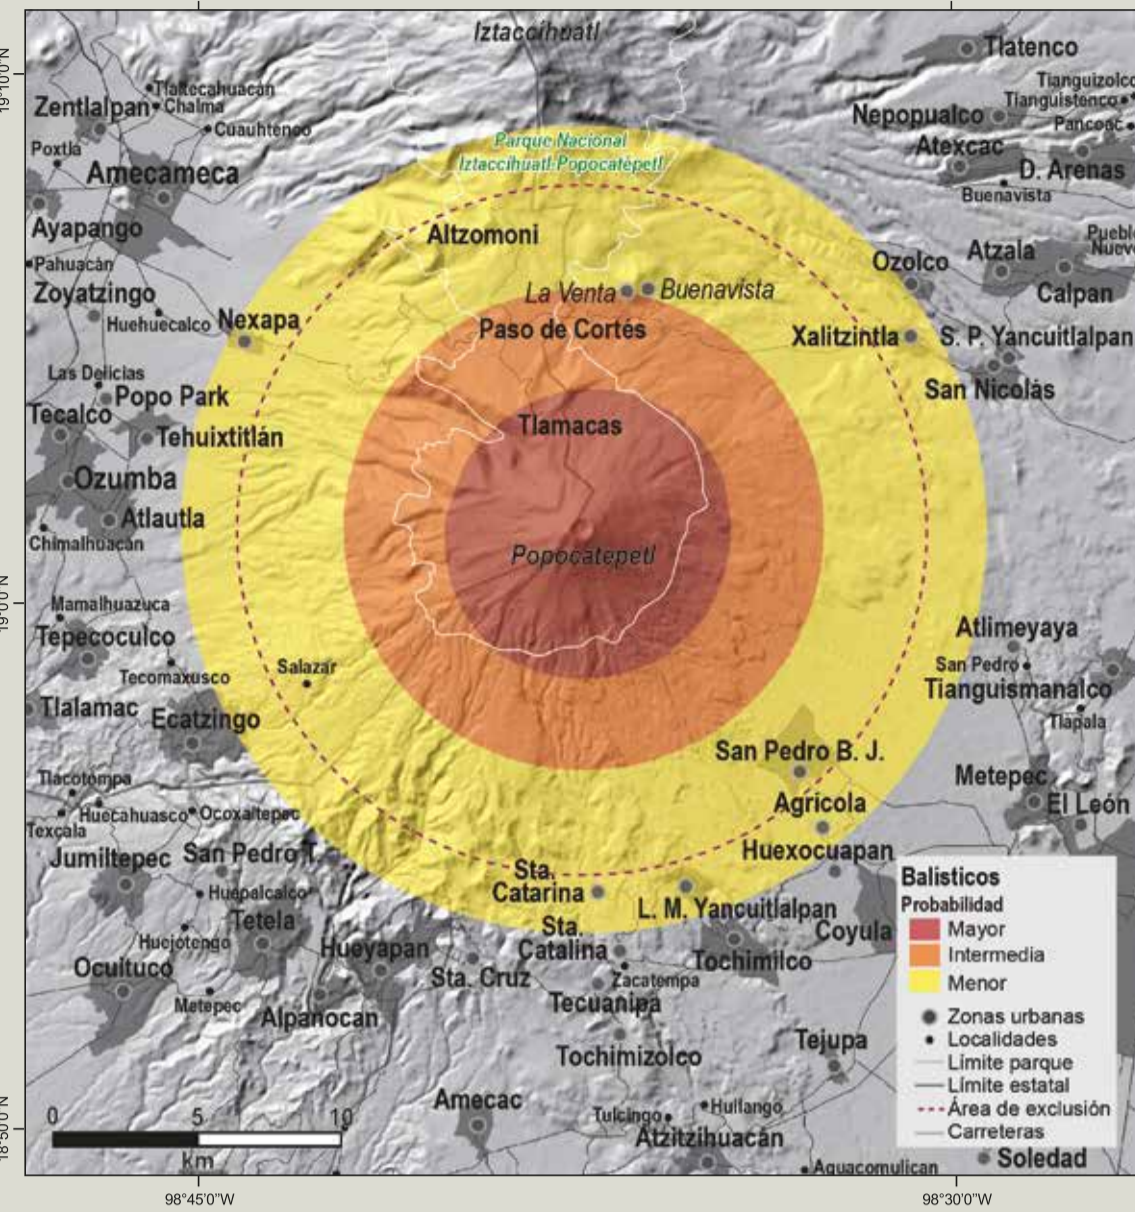 Iztaccíhuatl
Tlatenco
Tlaltecahuacán
Chalma
Zentlalpan
Tianguizolco
Tianguistenco
Nepopualco
Pancoac
Cuauhtenco
Poxtla
Parque Nacional
Iztaccíhuatl-Popocatépetl
Atexcac
D. Arenas
Amecameca
Buenavista
Ayapango
Altzomoni
Pueblo
Nuevo
Atzala
Ozolco
Pahuacán
Calpan
Zoyatzingo
La Venta
Buenavista
Huehuecalco
Nexapa
Paso de Cortés
Xalitzintla
S. P. Yancuitlalpan
Las Delicias
San Nicolás
Popo Park
Tecalco
Tlamacas
Tehuixtitlán
Ozumba
Atlautla
Chimalhuacán
Popocatépetl
Mamalhuazuca
Tepecoculco
Atlimeyaya
Salazar
San Pedro
Tecomaxusco
Tianguismanalco
Tlalamac
Ecatzingo
Tlapala
San Pedro B. J.
Tlacotompa
Metepec
El León
Agrícola
Huecahuasco
Ocoxaltepec
Texcala
Jumiltepec
San Pedro T.
Huexocuapan
Sta.
Catarina
Huepalcalco
L. M. Yancuitlalpan
Tetela
Coyula
Huejotengo
Hueyapan
Sta.
Catalina
Tochimilco
Ocuituco
Sta. Cruz
Zacatempa
Metepec
Tecuanipa
Alpanocan
Tejupa
Tochimizolco
Amecac
Tulcingo
Huilango
Atzitzihuacán
Soledad
Aguacomulican
Balisticos
Probabilidad
Mayor
Intermedia
Menor
Zonas urbanas
Localidades
Límite parque
Límite estatal
Área de exclusión
Carreteras
0 5 10
km
19°10'0"N
19°0'0"N
18°50'0"N
98°45'0"W
98°30'0"W